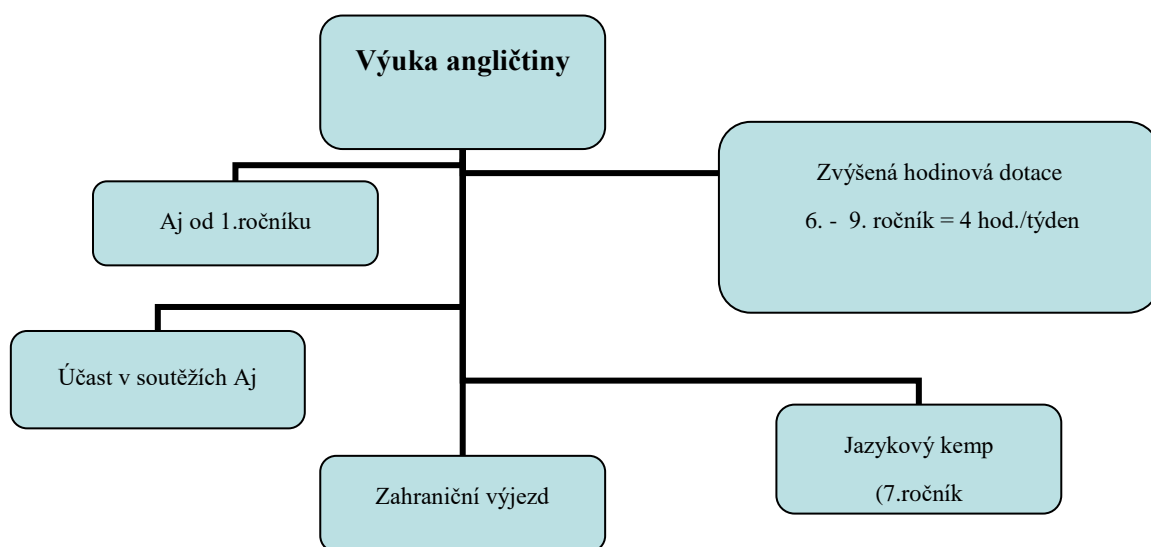 Výuka angličtiny
Zvýšená hodinová dotace
6. - 9. ročník = 4 hod./týden
Aj od 1.ročníku
Účast v soutěžích Aj
Jazykový kemp
(7.ročník
Zahraniční výjezd